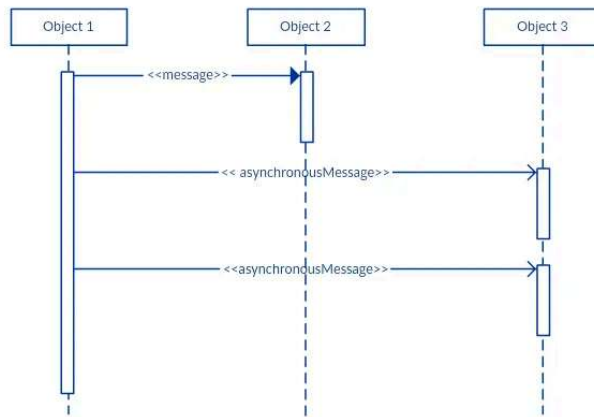 Object 1
Object 2
Object 3
<<message>>
<< asynchronousMessage>>
<<asynchronousMessage>>